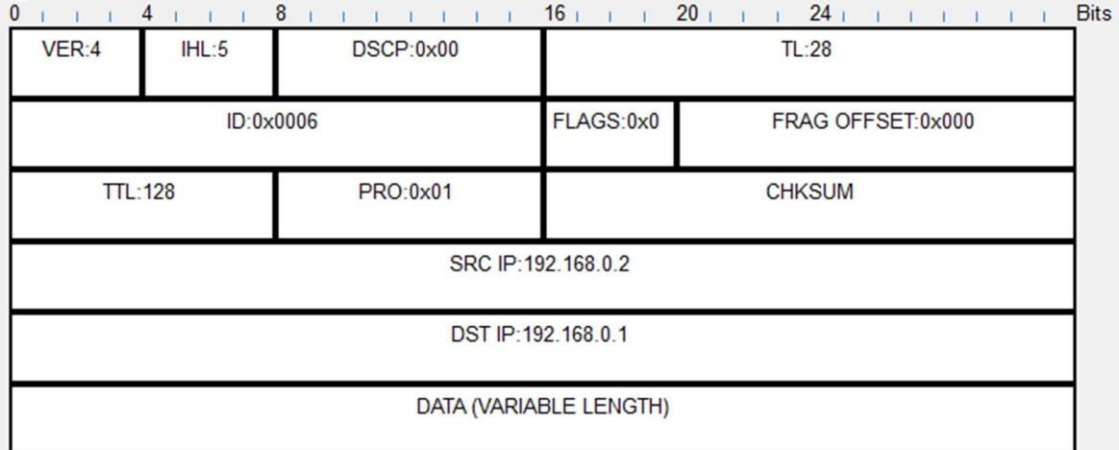 0 4 8 16 20 24 Bits
VER:4 IHL:5 DSCP:0x00 TL:28
ID:0x0006 FLAGS:0x0 FRAG OFFSET:0x000
TTL:128 PRO:0x01 CHKSUM
SRC IP:192.168.0.2
DST IP:192.168.0.1
DATA (VARIABLE LENGTH)